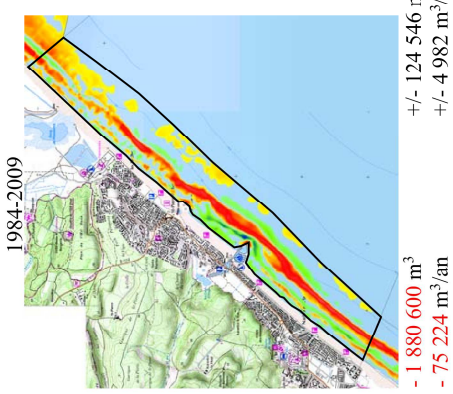 1984-2009
- 1 880 600 m³
- 75 224 m³/an
+/- 124 546
+/- 4 982 m³/